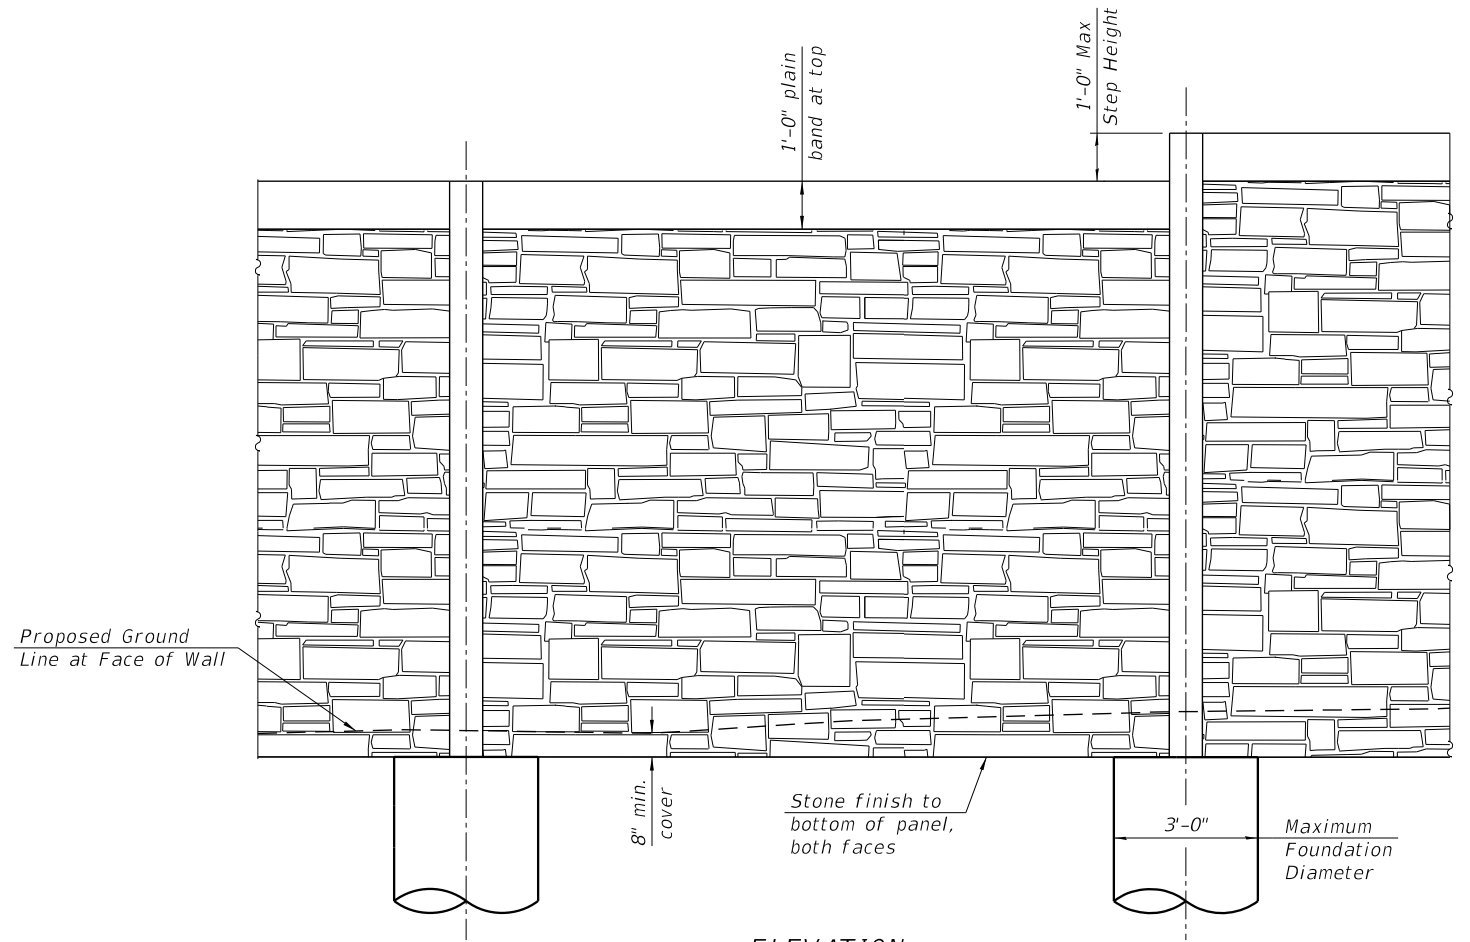 1'-0" plain
band at top
1'-0" Max
Step Height
Proposed Ground
Line at Face of Wall
8" min.
cover
Stone finish to
bottom of panel,
both faces
3'-0"
Maximum
Foundation
Diameter
ELEVATION